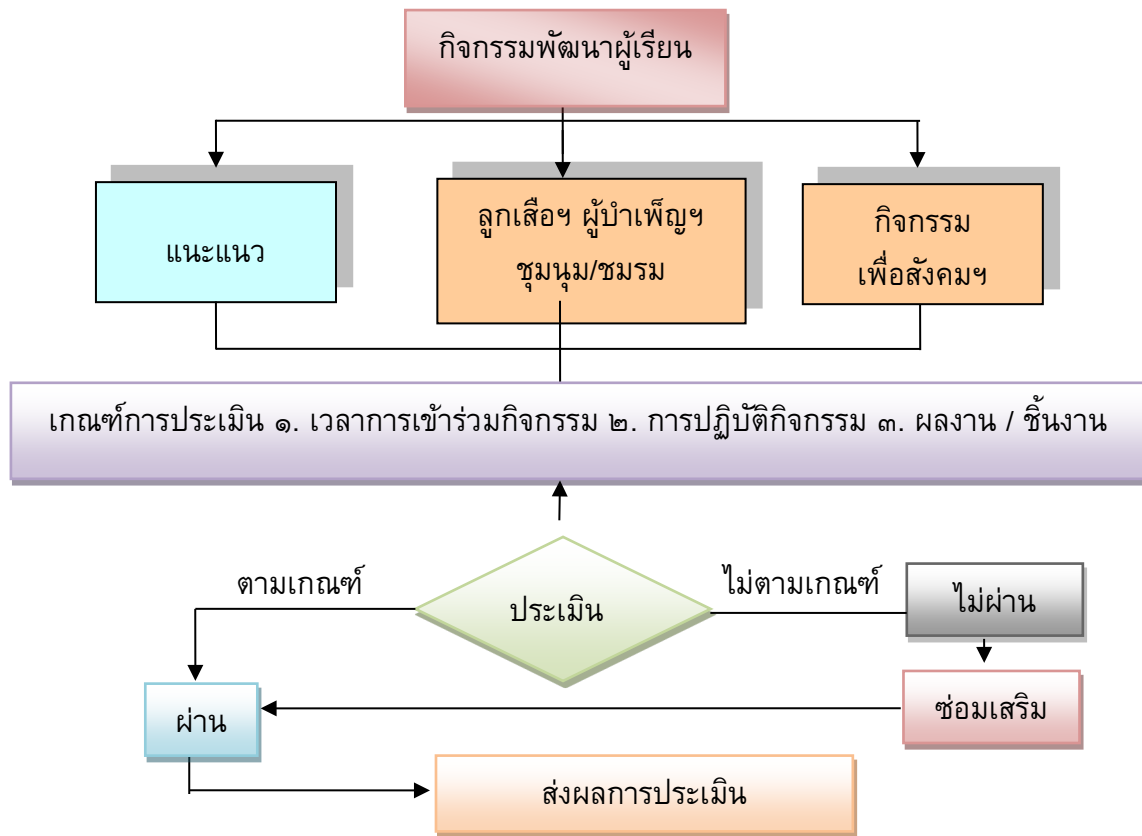 กิจกรรมพัฒนาผู้เรียน
แนะแนว
ลูกเสือฯ ผู้บำเพ็ญฯ
ชุมนุม/ชมรม
กิจกรรม
เพื่อสังคมฯ
เกณฑ์การประเมิน ๑. เวลาการเข้าร่วมกิจกรรม ๒. การปฏิบัติกิจกรรม ๓. ผลงาน / ชิ้นงาน
ตามเกณฑ์
ประเมิน
ไม่ตามเกณฑ์
ไม่ผ่าน
ผ่าน
ซ่อมเสริม
ส่งผลการประเมิน